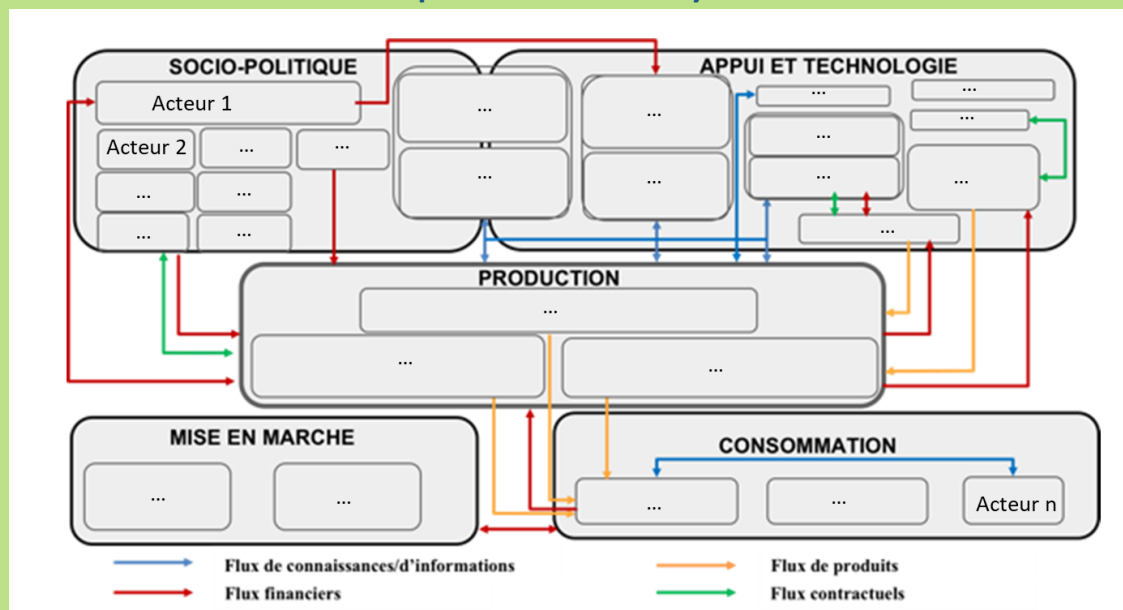 SOCIO-POLITIQUE
APPUI ET TECHNOLOGIE
Acteur 1
...
...
...
...
...
Acteur 2
...
...
...
...
...
...
...
...
...
...
...
...
...
PRODUCTION
...
...
...
MISE EN MARCHE
CONSOMMATION
...
...
...
...
Acteur n
Flux de connaissances/d'informations
Flux de produits
Flux financiers
Flux contractuels